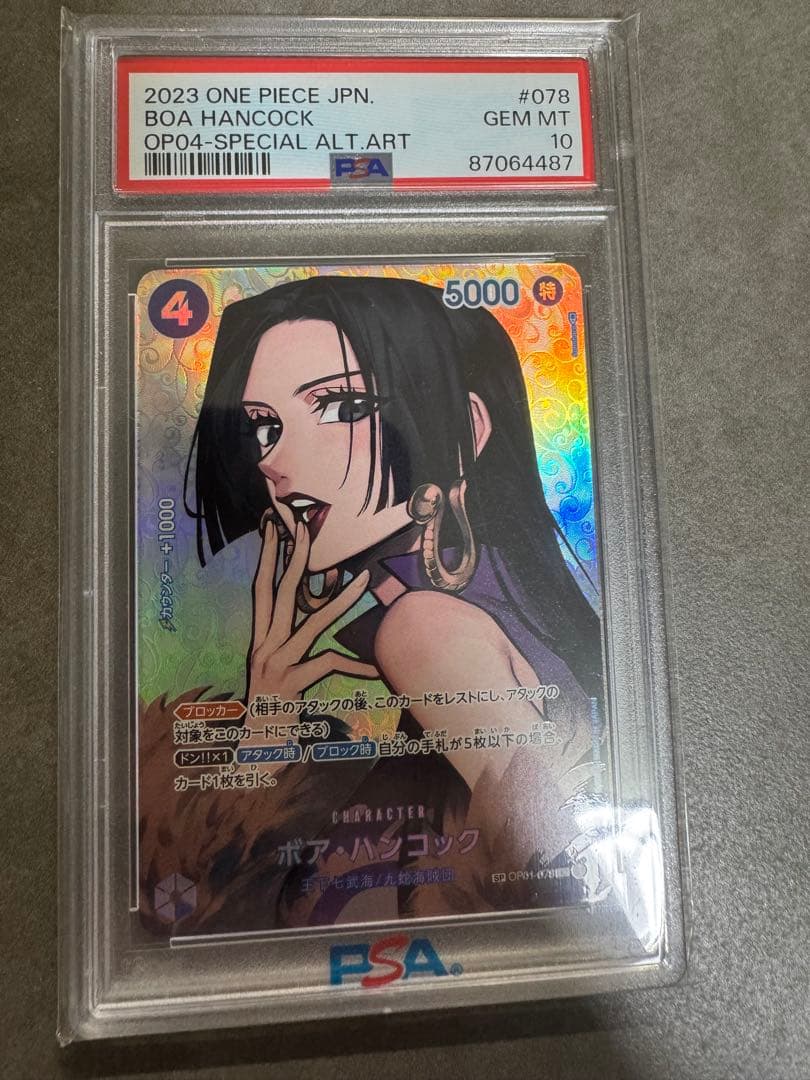 2023 ONE PIECE JPN. #078
BOA HANCOCK GEM MT
OP04-SPECIAL ALT.ART 10
PSA 87064487
4 5000 特
カウンター +1000
ブロッカー (相手のアタックの後、このカードをレストにし、アタックの
対象をこのカードにできる)
ドン!!×1 アタック時 / ブロック時 自分の手札が5枚以下の場合、
カード1枚を引く。
CHARACTER
ボア・ハンコック
王下七武海/九蛇海賊団
SP OP01-078
PSA